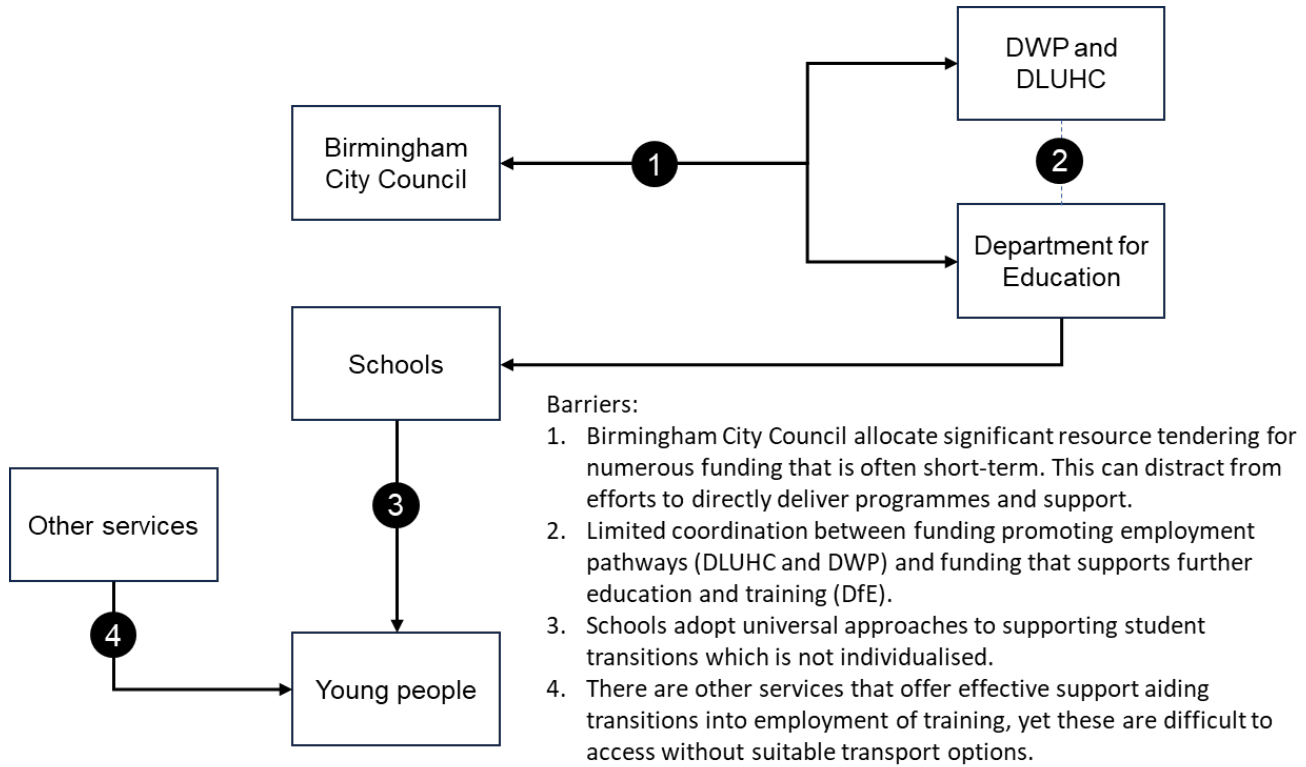 DWP and
DLUHC
Birmingham
City Council
1
2
Department for
Education
Schools
Barriers:
1. Birmingham City Council allocate significant resource tendering for
numerous funding that is often short-term. This can distract from
efforts to directly deliver programmes and support.
2. Limited coordination between funding promoting employment
pathways (DLUHC and DWP) and funding that supports further
education and training (DfE).
3. Schools adopt universal approaches to supporting student
transitions which is not individualised.
4. There are other services that offer effective support aiding
transitions into employment of training, yet these are difficult to
access without suitable transport options.
3
Other services
4
Young people